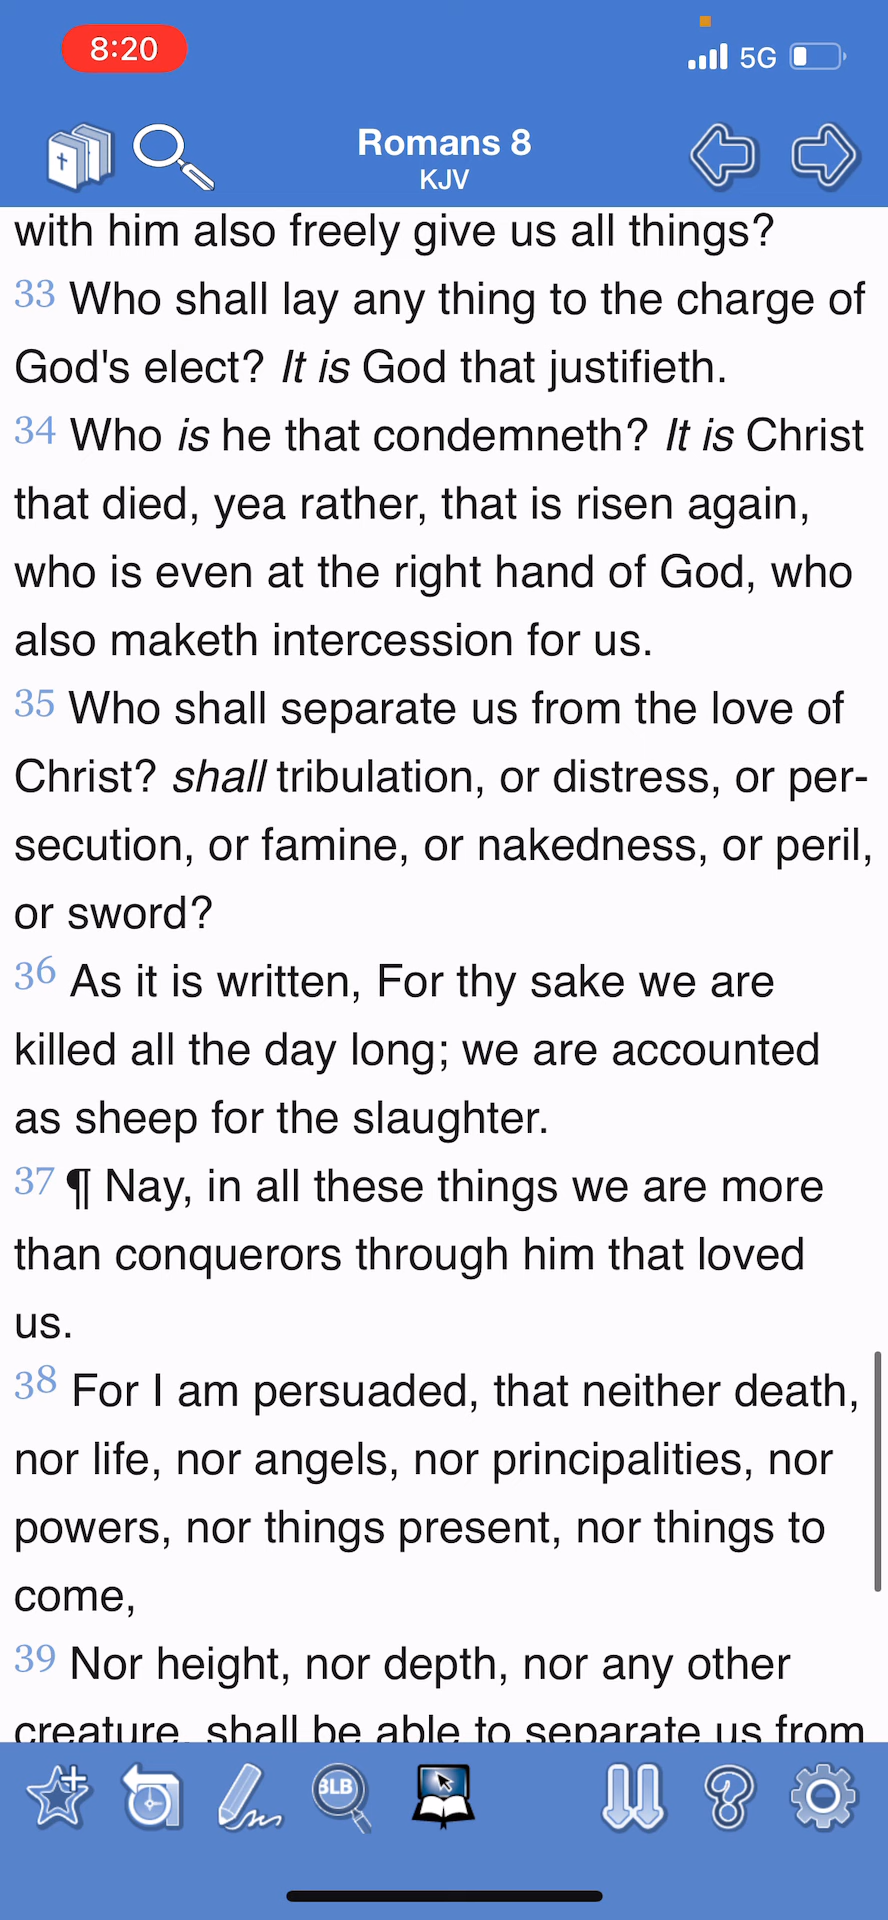 8:20
5G
Romans 8
KJV
with him also freely give us all things?
33 Who shall lay any thing to the charge of
God's elect? It is God that justifieth.
34 Who is he that condemneth? It is Christ
that died, yea rather, that is risen again,
who is even at the right hand of God, who
also maketh intercession for us.
35 Who shall separate us from the love of
Christ? shall tribulation, or distress, or per-
secution, or famine, or nakedness, or peril,
or sword?
36 As it is written, For thy sake we are
killed all the day long; we are accounted
as sheep for the slaughter.
37 ¶ Nay, in all these things we are more
than conquerors through him that loved
us.
38 For I am persuaded, that neither death,
nor life, nor angels, nor principalities, nor
powers, nor things present, nor things to
come,
39 Nor height, nor depth, nor any other
creature, shall be able to separate us from
BLB